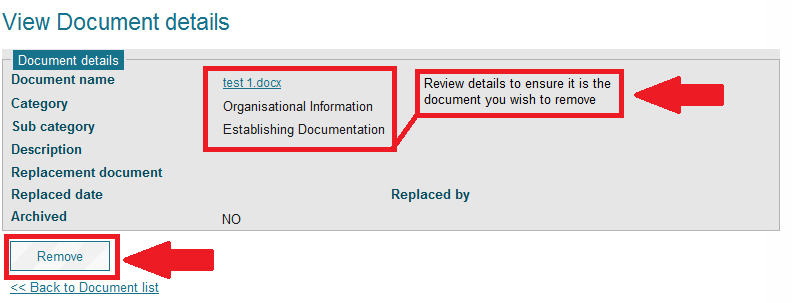 View Document details
Document details
Document name test 1.docx Review details to ensure it is the
document you wish to remove
Category Organisational Information
Sub category Establishing Documentation
Description
Replacement document
Replaced date Replaced by
Archived NO
Remove
<< Back to Document list